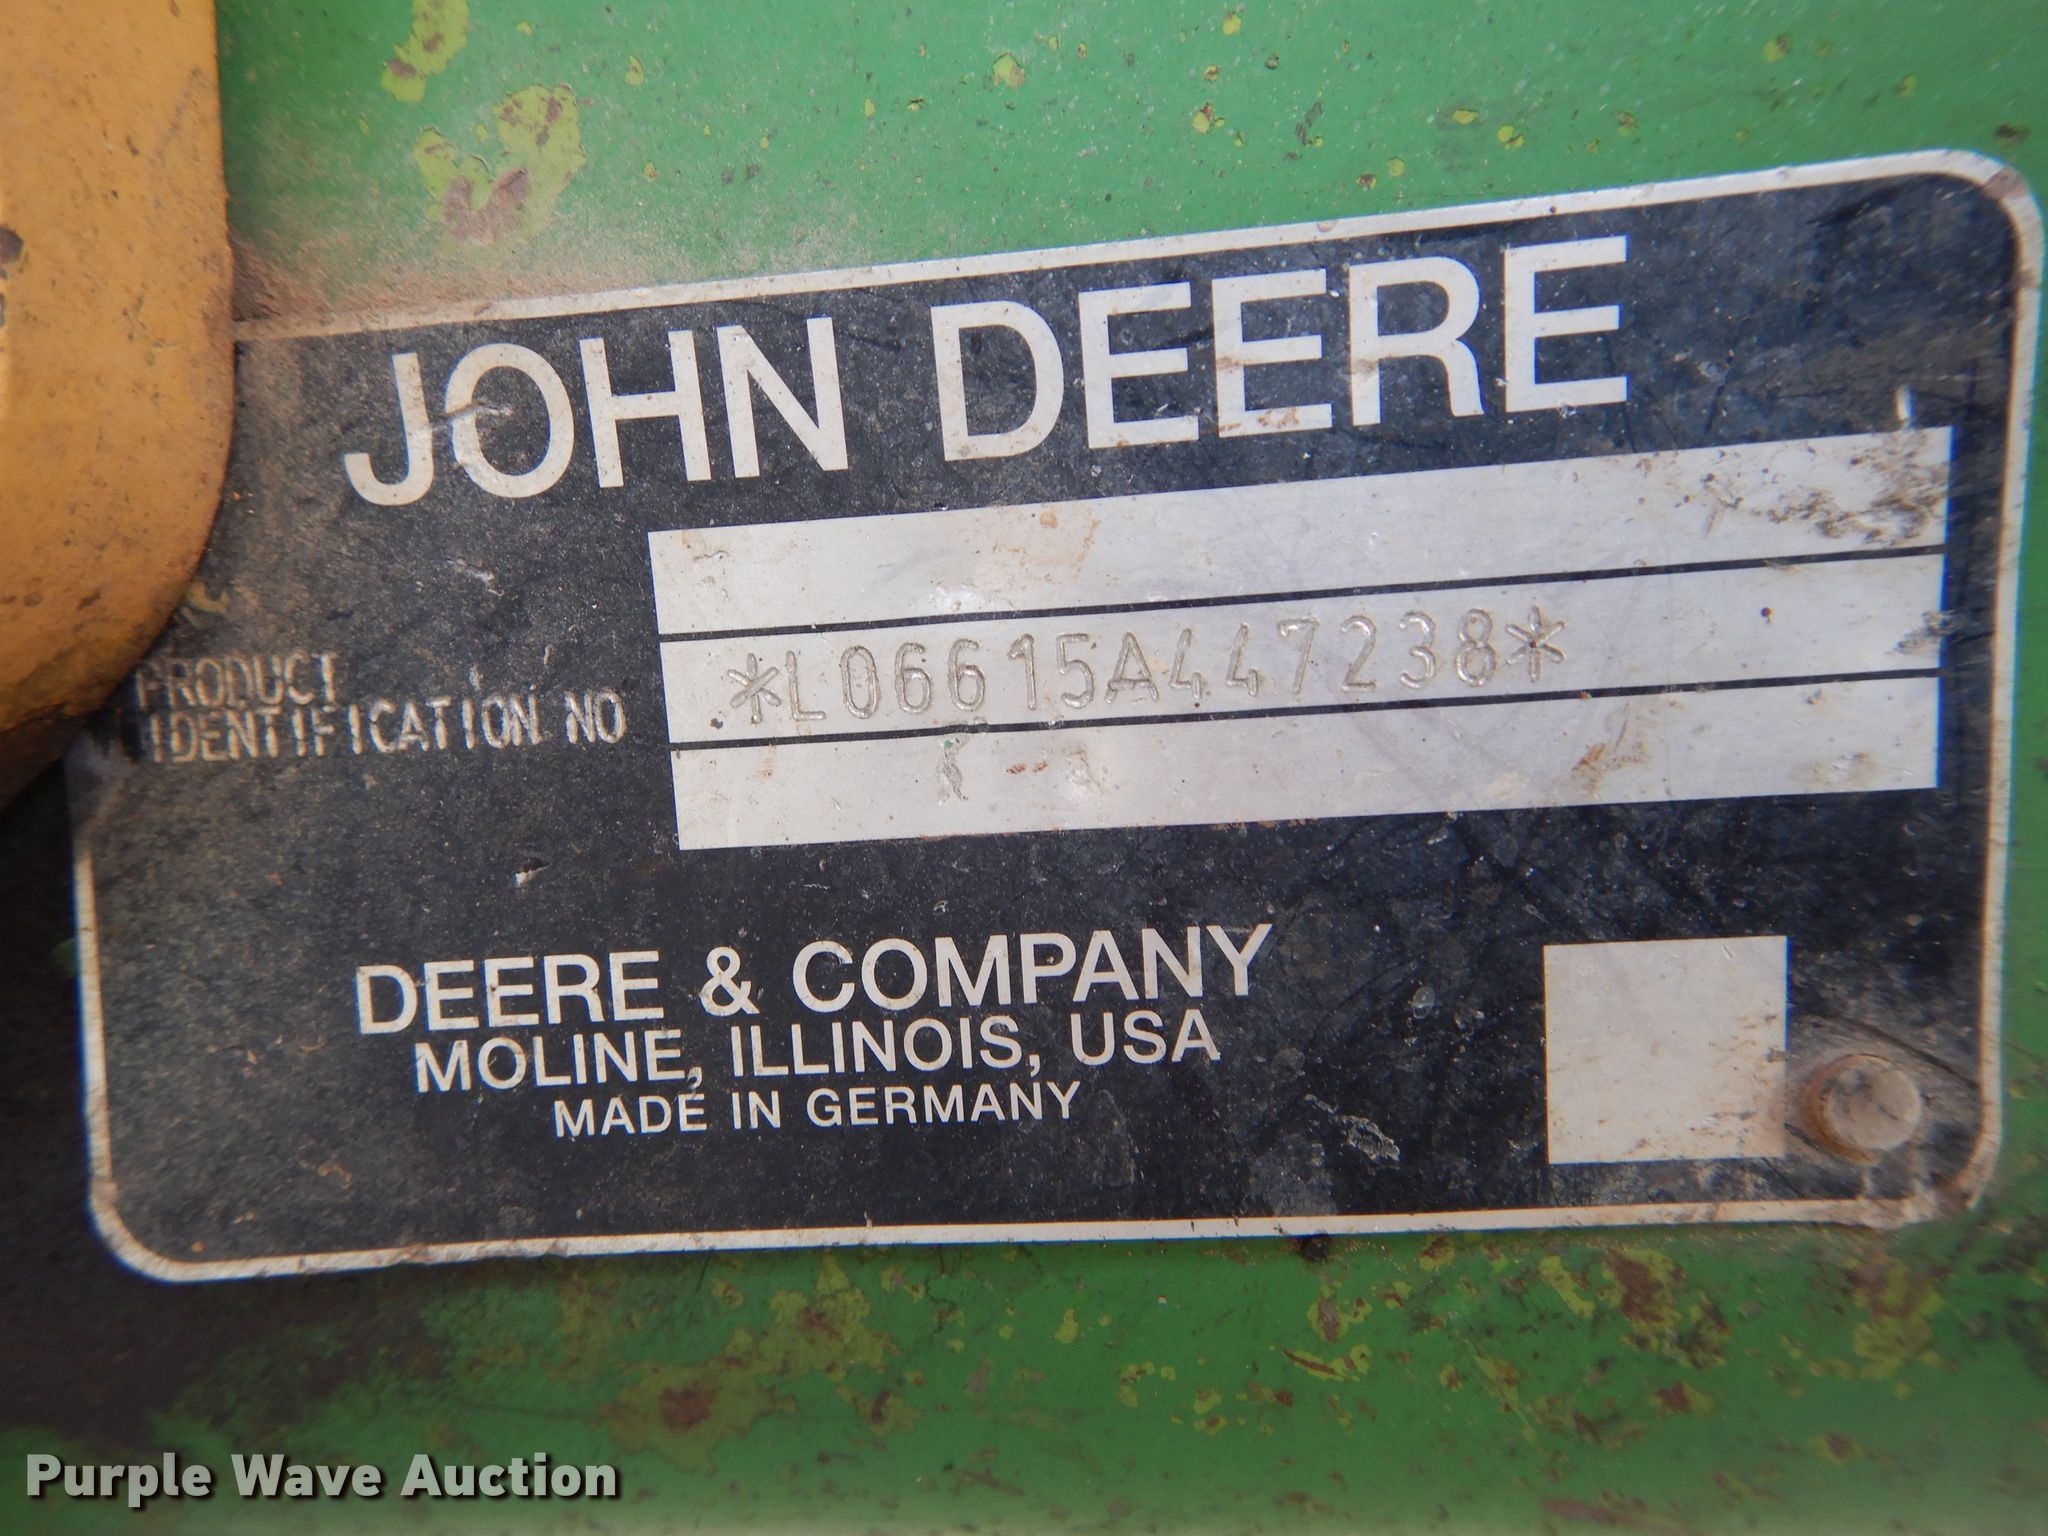 JOHN DEERE
PRODUCT
IDENTIFICATION NO
*L06615A447238*
DEERE & COMPANY
MOLINE, ILLINOIS, USA
MADE IN GERMANY
Purple Wave Auction